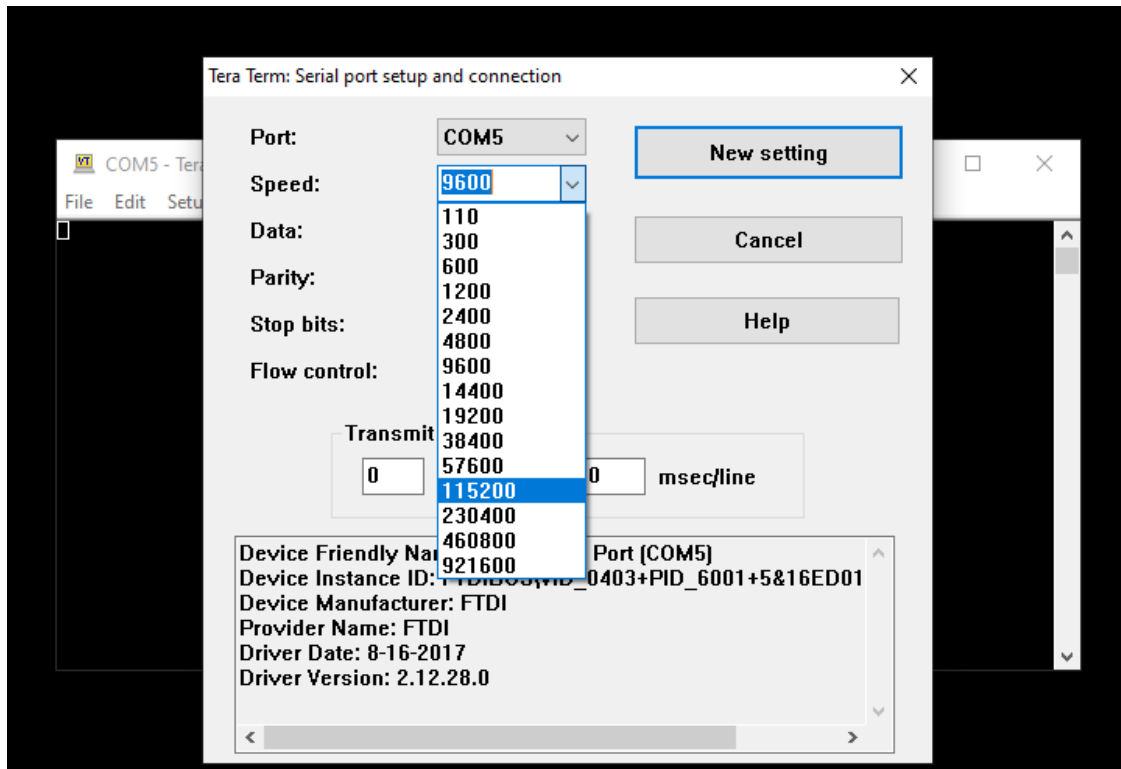 Tera Term: Serial port setup and connection
COM5 - Tera
File Edit Setu
Port: COM5 New setting
Speed: 9600
110
Data: 300 Cancel
600
Parity: 1200
2400
Stop bits: 4800 Help
9600
Flow control: 14400
19200
Transmit 38400
57600
0 0 msec/line
115200
230400
460800
921600
Device Friendly Na Port (COM5)
Device Instance ID: _0403+PID_6001+5&16ED01
Device Manufacturer: FTDI
Provider Name: FTDI
Driver Date: 8-16-2017
Driver Version: 2.12.28.0